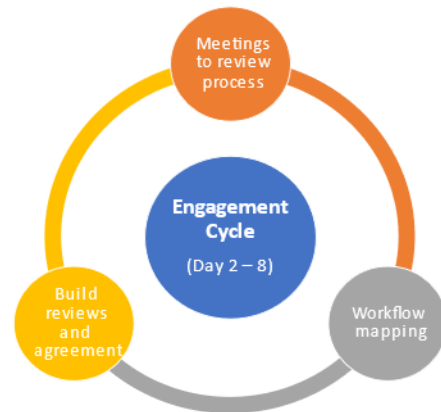 Meetings
to review
process
Engagement
Cycle
(Day 2 – 8)
Build
reviews
and
agreement
Workflow
mapping